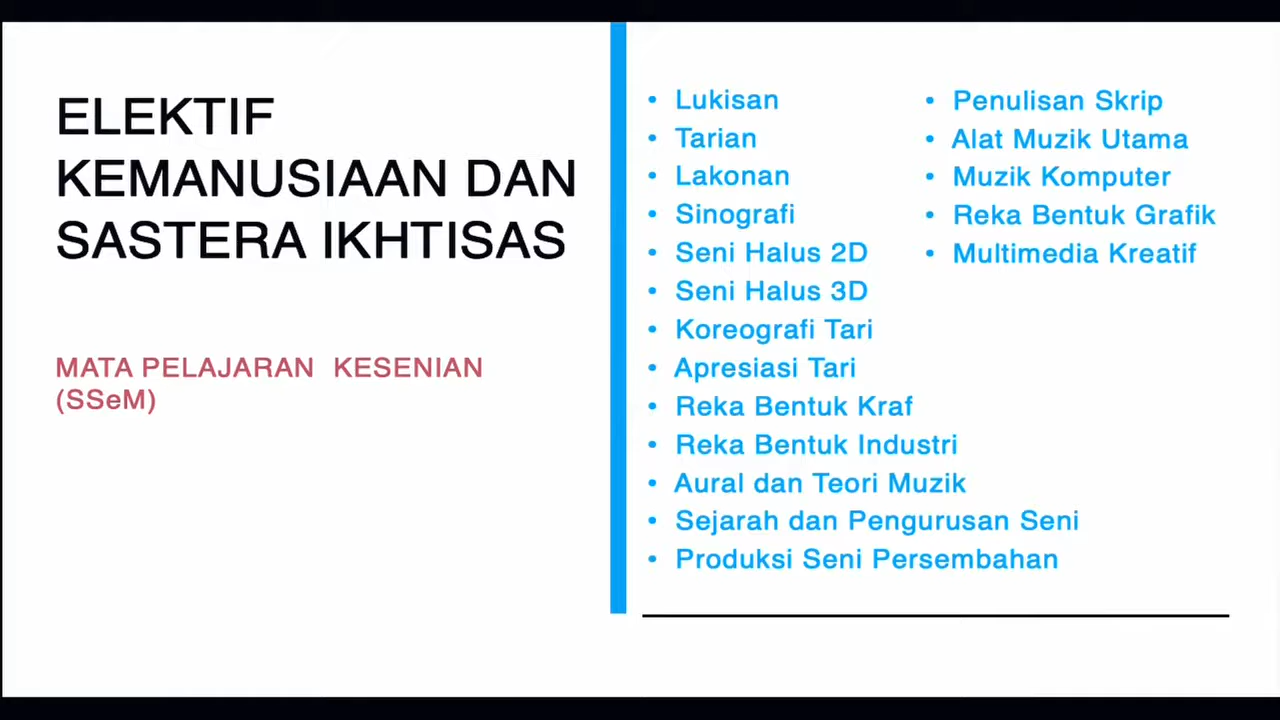 ELEKTIF
KEMANUSIAAN DAN
SASTERA IKHTISAS
MATA PELAJARAN KESENIAN
(SSeM)
• Lukisan
• Tarian
• Lakonan
• Sinografi
• Seni Halus 2D
• Seni Halus 3D
• Koreografi Tari
• Apresiasi Tari
• Reka Bentuk Kraf
• Reka Bentuk Industri
• Aural dan Teori Muzik
• Sejarah dan Pengurusan Seni
• Produksi Seni Persembahan
• Penulisan Skrip
• Alat Muzik Utama
• Muzik Komputer
• Reka Bentuk Grafik
• Multimedia Kreatif